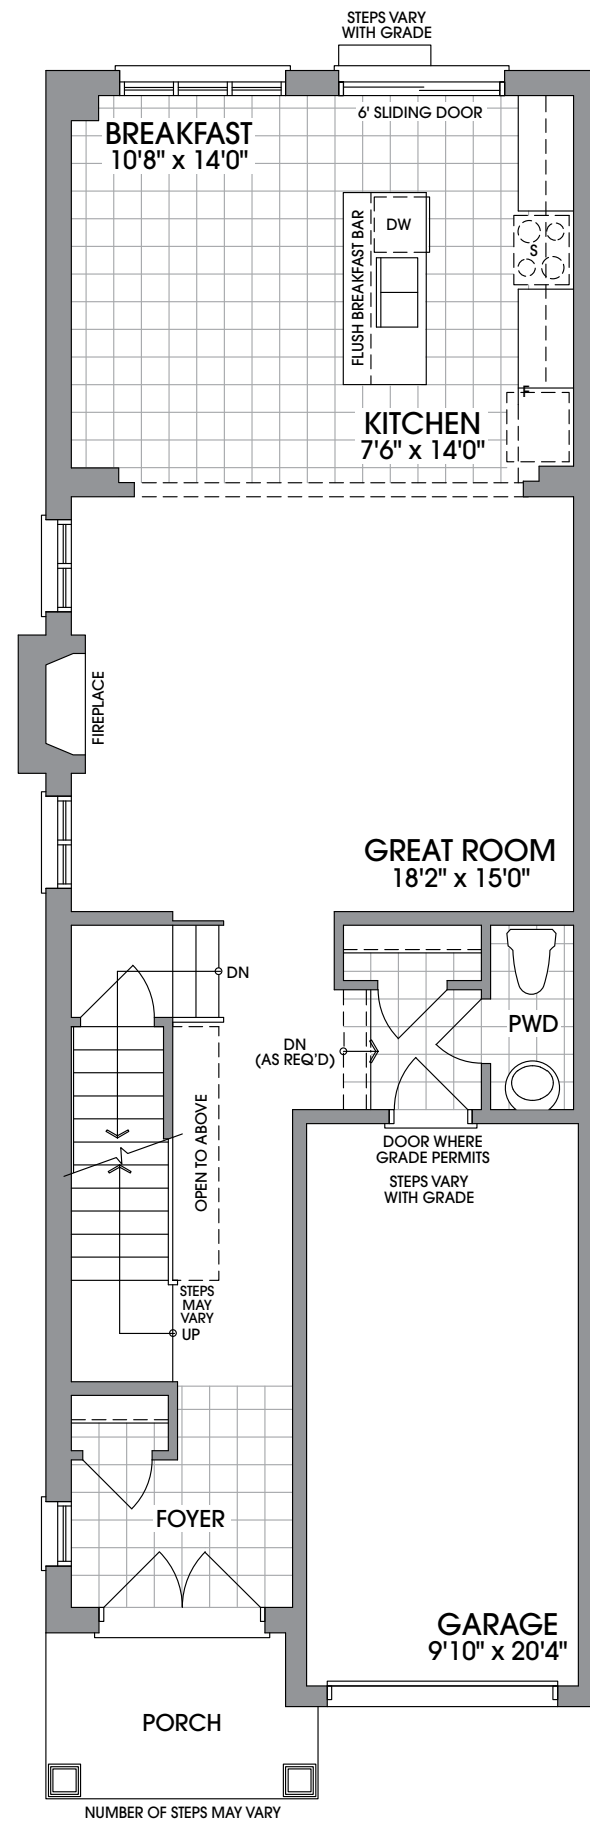 STEPS VARY
WITH GRADE
6' SLIDING DOOR
BREAKFAST
10'8" x 14'0"
FLUSH BREAKFAST BAR
DW
S
F
KITCHEN
7'6" x 14'0"
FIREPLACE
GREAT ROOM
18'2" x 15'0"
DN
DN
(AS REQ'D)
PWD
OPEN TO ABOVE
DOOR WHERE
GRADE PERMITS
STEPS VARY
WITH GRADE
STEPS
MAY
VARY
UP
FOYER
GARAGE
9'10" x 20'4"
PORCH
NUMBER OF STEPS MAY VARY